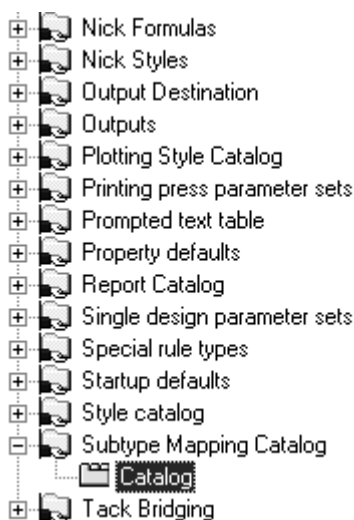 Nick Formulas
Nick Styles
Output Destination
Outputs
Plotting Style Catalog
Printing press parameter sets
Prompted text table
Property defaults
Report Catalog
Single design parameter sets
Special rule types
Startup defaults
Style catalog
Subtype Mapping Catalog
Catalog
Tack Bridging